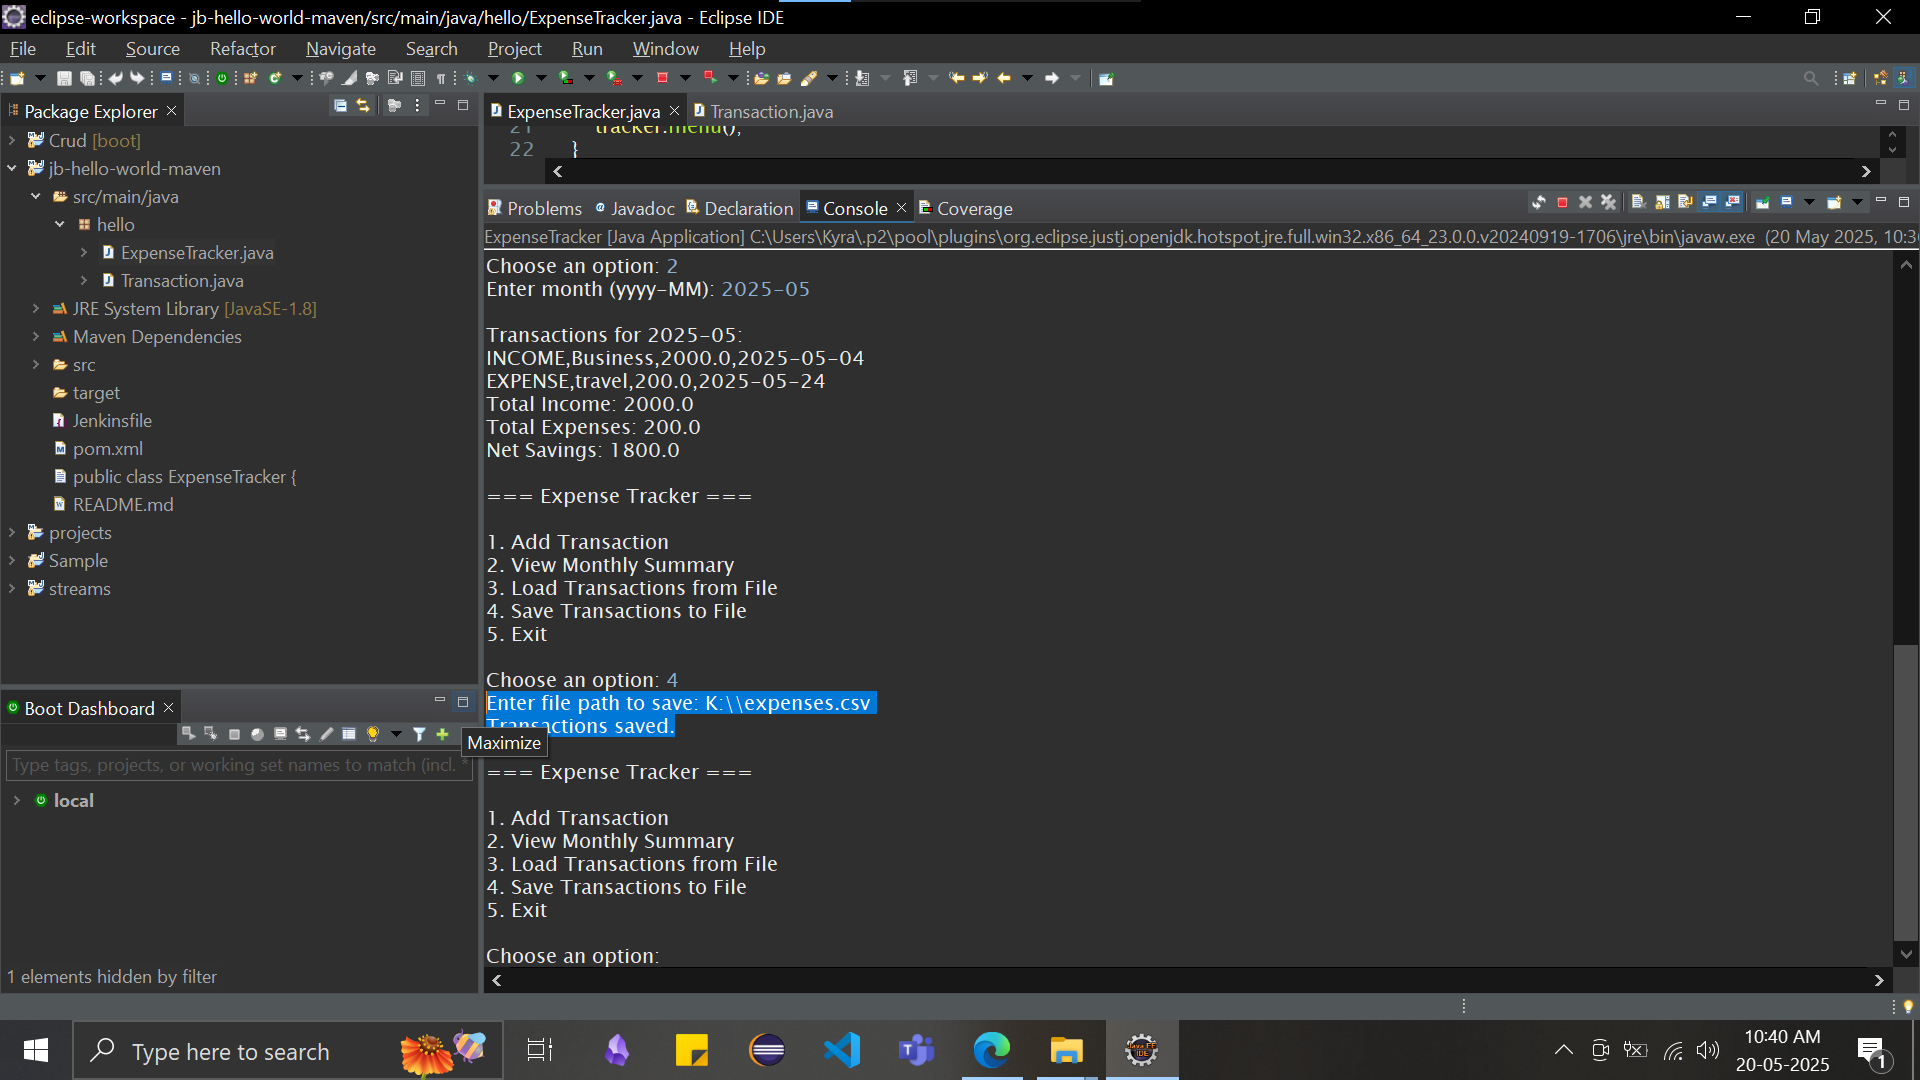 eclipse-workspace - jb-hello-world-maven/src/main/java/hello/ExpenseTracker.java - Eclipse IDE
File Edit Source Refactor Navigate Search Project Run Window Help
Package Explorer
Crud [boot]
jb-hello-world-maven
src/main/java
hello
ExpenseTracker.java
Transaction.java
JRE System Library [JavaSE-1.8]
Maven Dependencies
src
target
Jenkinsfile
pom.xml
public class ExpenseTracker {
README.md
projects
Sample
streams
Boot Dashboard
Type tags, projects, or working set names to match (incl. *
local
1 elements hidden by filter
Maximize
ExpenseTracker.java Transaction.java
21 tracker.menu();
22 }
Problems Javadoc Declaration Console Coverage
ExpenseTracker [Java Application] C:\Users\Kyra\.p2\pool\plugins\org.eclipse.justj.openjdk.hotspot.jre.full.win32.x86_64_23.0.0.v20240919-1706\jre\bin\javaw.exe (20 May 2025, 10:3
Choose an option: 2
Enter month (yyyy-MM): 2025-05
Transactions for 2025-05:
INCOME,Business,2000.0,2025-05-04
EXPENSE,travel,200.0,2025-05-24
Total Income: 2000.0
Total Expenses: 200.0
Net Savings: 1800.0
=== Expense Tracker ===
1. Add Transaction
2. View Monthly Summary
3. Load Transactions from File
4. Save Transactions to File
5. Exit
Choose an option: 4
Enter file path to save: K:\\expenses.csv
Transactions saved.
=== Expense Tracker ===
1. Add Transaction
2. View Monthly Summary
3. Load Transactions from File
4. Save Transactions to File
5. Exit
Choose an option:
Type here to search
10:40 AM
20-05-2025
1